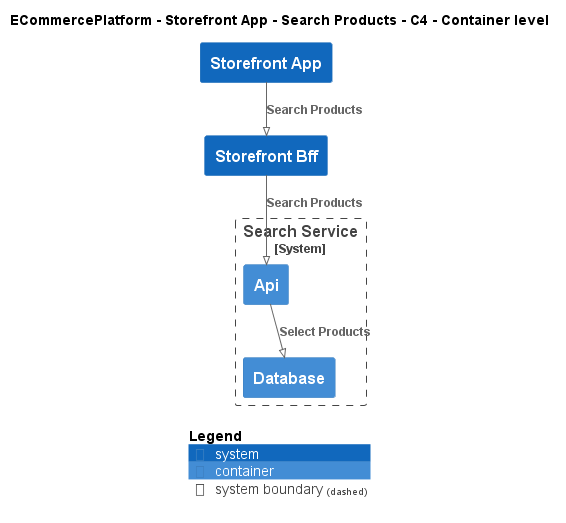 ECommercePlatform - Storefront App - Search Products - C4 - Container level
Storefront App
Search Products
Storefront Bff
Search Products
Search Service
[System]
Api
Select Products
Database
Legend
system
container
system boundary (dashed)